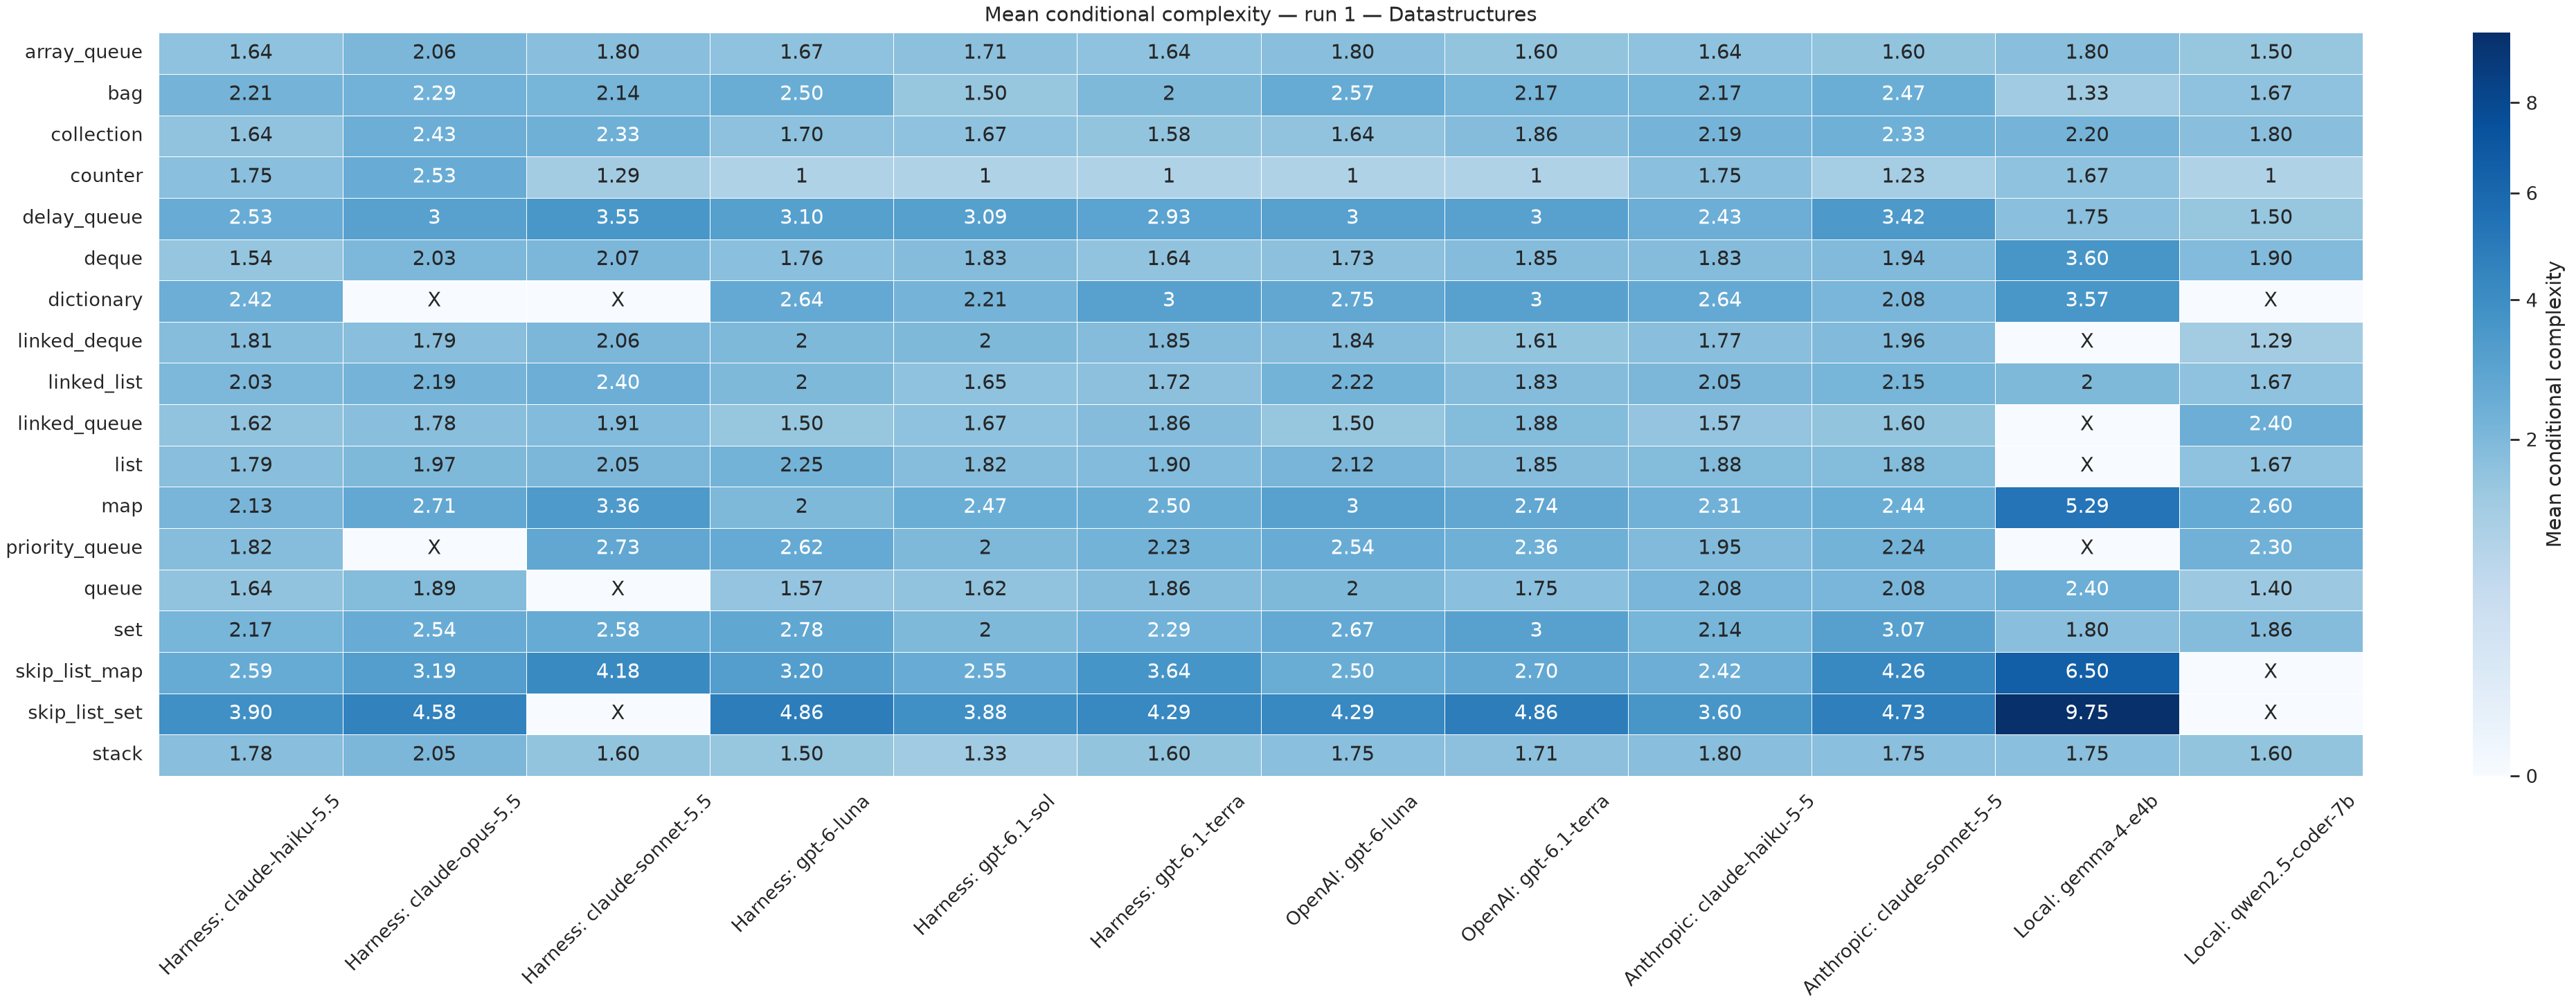 Mean conditional complexity — run 1 — Datastructures
array_queue 1.64 2.06 1.80 1.67 1.71 1.64 1.80 1.60 1.64 1.60 1.80 1.50
bag 2.21 2.29 2.14 2.50 1.50 2 2.57 2.17 2.17 2.47 1.33 1.67
collection 1.64 2.43 2.33 1.70 1.67 1.58 1.64 1.86 2.19 2.33 2.20 1.80
counter 1.75 2.53 1.29 1 1 1 1 1 1.75 1.23 1.67 1
delay_queue 2.53 3 3.55 3.10 3.09 2.93 3 3 2.43 3.42 1.75 1.50
deque 1.54 2.03 2.07 1.76 1.83 1.64 1.73 1.85 1.83 1.94 3.60 1.90
dictionary 2.42 X X 2.64 2.21 3 2.75 3 2.64 2.08 3.57 X
linked_deque 1.81 1.79 2.06 2 2 1.85 1.84 1.61 1.77 1.96 X 1.29
linked_list 2.03 2.19 2.40 2 1.65 1.72 2.22 1.83 2.05 2.15 2 1.67
linked_queue 1.62 1.78 1.91 1.50 1.67 1.86 1.50 1.88 1.57 1.60 X 2.40
list 1.79 1.97 2.05 2.25 1.82 1.90 2.12 1.85 1.88 1.88 X 1.67
map 2.13 2.71 3.36 2 2.47 2.50 3 2.74 2.31 2.44 5.29 2.60
priority_queue 1.82 X 2.73 2.62 2 2.23 2.54 2.36 1.95 2.24 X 2.30
queue 1.64 1.89 X 1.57 1.62 1.86 2 1.75 2.08 2.08 2.40 1.40
set 2.17 2.54 2.58 2.78 2 2.29 2.67 3 2.14 3.07 1.80 1.86
skip_list_map 2.59 3.19 4.18 3.20 2.55 3.64 2.50 2.70 2.42 4.26 6.50 X
skip_list_set 3.90 4.58 X 4.86 3.88 4.29 4.29 4.86 3.60 4.73 9.75 X
stack 1.78 2.05 1.60 1.50 1.33 1.60 1.75 1.71 1.80 1.75 1.75 1.60
Harness: claude-haiku-5.5
Harness: claude-opus-5.5
Harness: claude-sonnet-5.5
Harness: gpt-6-luna
Harness: gpt-6.1-sol
Harness: gpt-6.1-terra
OpenAI: gpt-6-luna
OpenAI: gpt-6.1-terra
Anthropic: claude-haiku-5-5
Anthropic: claude-sonnet-5-5
Local: gemma-4-e4b
Local: qwen2.5-coder-7b
8
6
4
2
0
Mean conditional complexity